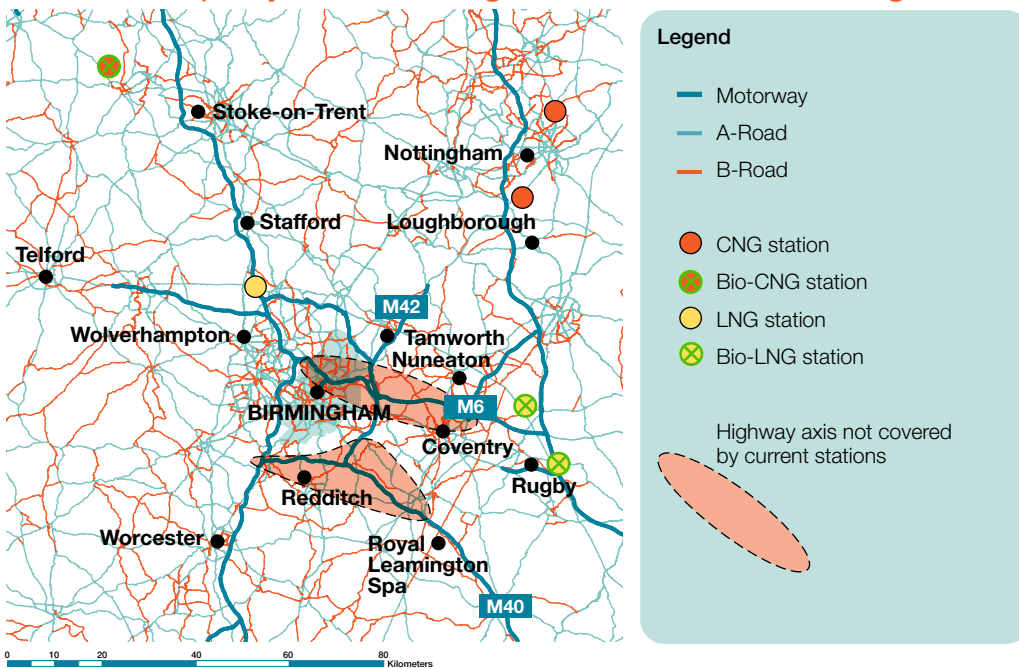 Stoke-on-Trent
Nottingham
Loughborough
Stafford
Telford
M42
Wolverhampton
Tamworth
Nuneaton
BIRMINGHAM
M6
Coventry
Rugby
Redditch
Worcester
Royal
Leamington
Spa
M40
0 10 20 40 60 80
Kilometers
Legend
Motorway
A-Road
B-Road
CNG station
Bio-CNG station
LNG station
Bio-LNG station
Highway axis not covered
by current stations